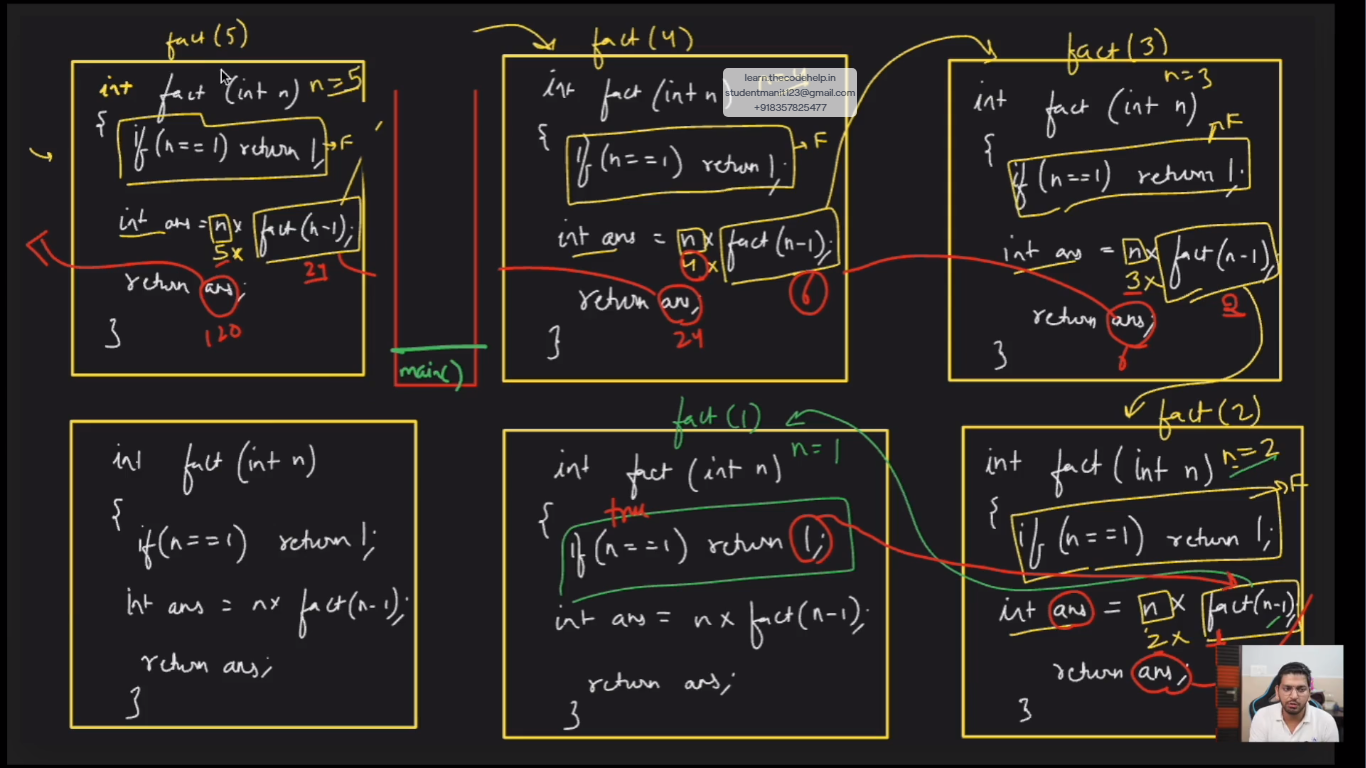 fact(5)
int fact (int n) n=5
{
if(n==1) return 1; → F
int ans = n× fact(n-1);
5×
24
return ans;
120
}
main()
fact(4)
int fact (int n)
learn.thecodehelp.in
studentmanit123@gmail.com
+918357825477
{
if (n==1) return 1; → F
int ans = n× fact(n-1);
4×
6
return ans;
24
}
fact(3)
n=3
int fact (int n)
F
{
if (n==1) return 1;
int ans = n× fact(n-1);
3×
2
return ans;
6
}
int fact (int n)
{
if(n==1) return 1;
int ans = n× fact(n-1);
return ans;
}
fact(1)
n=1
int fact (int n)
true
{
if (n==1) return 1;
int ans = n× fact(n-1);
return ans;
}
fact(2)
int fact (int n) n=2
F
{
if (n==1) return 1;
int ans = n× fact(n-1);
2× 1
return ans;
}